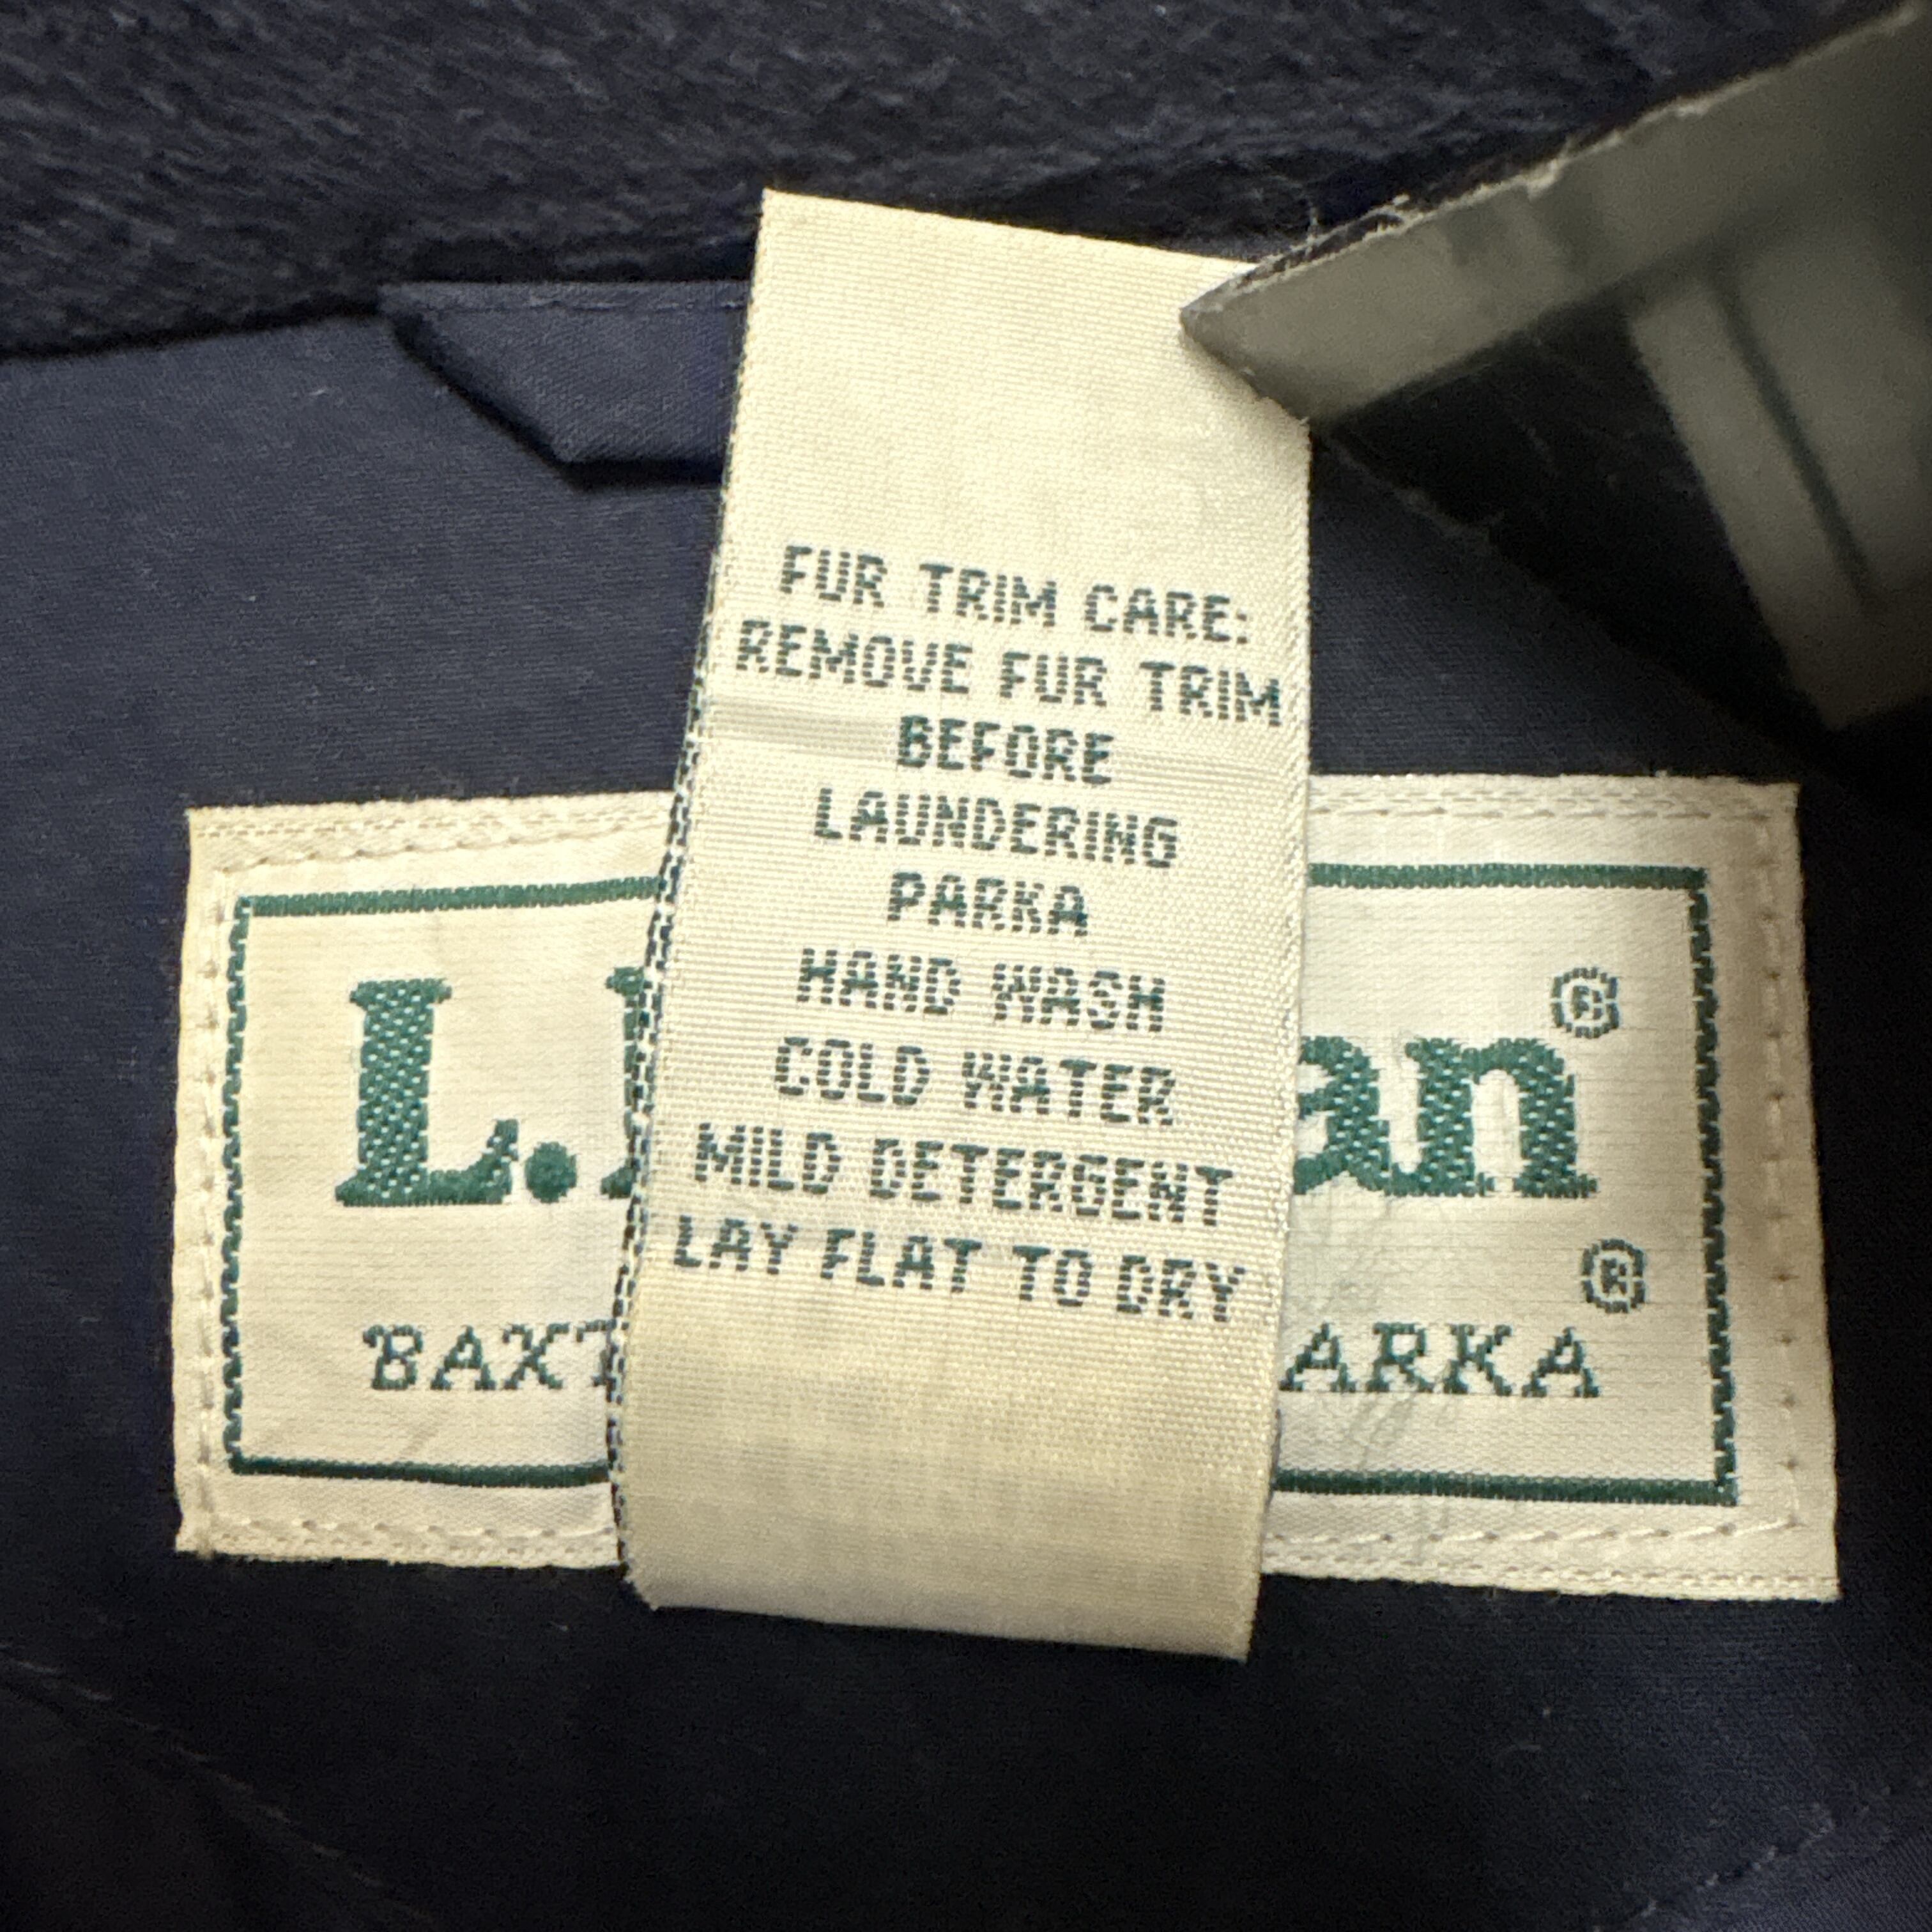 FUR TRIM CARE:
REMOVE FUR TRIM
BEFORE
LAUNDERING
PARKA
HAND WASH
COLD WATER
MILD DETERGENT
LAY FLAT TO DRY
L. an®
BAXT ARKA®